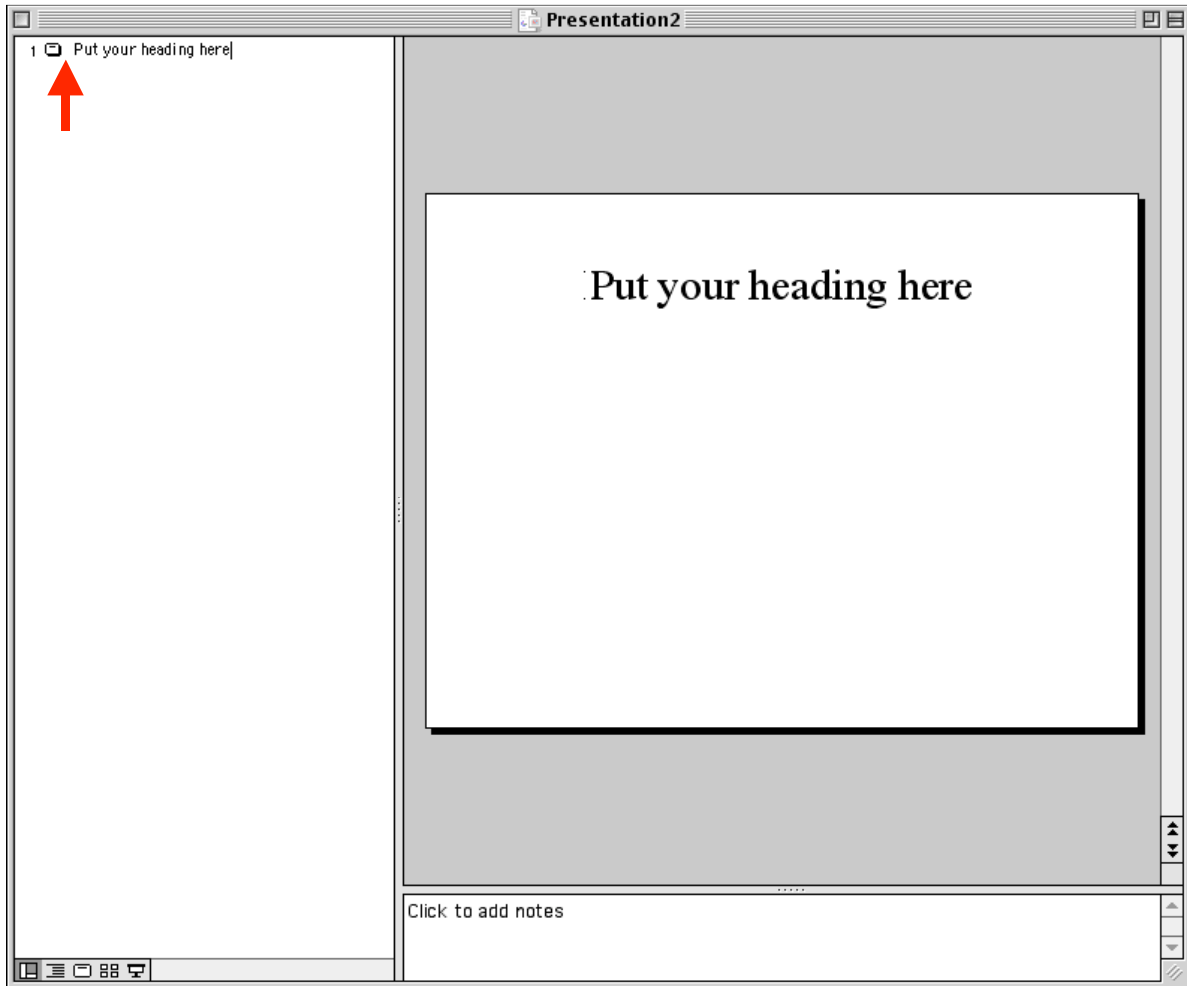 Presentation2
1 Put your heading here
Put your heading here
Click to add notes